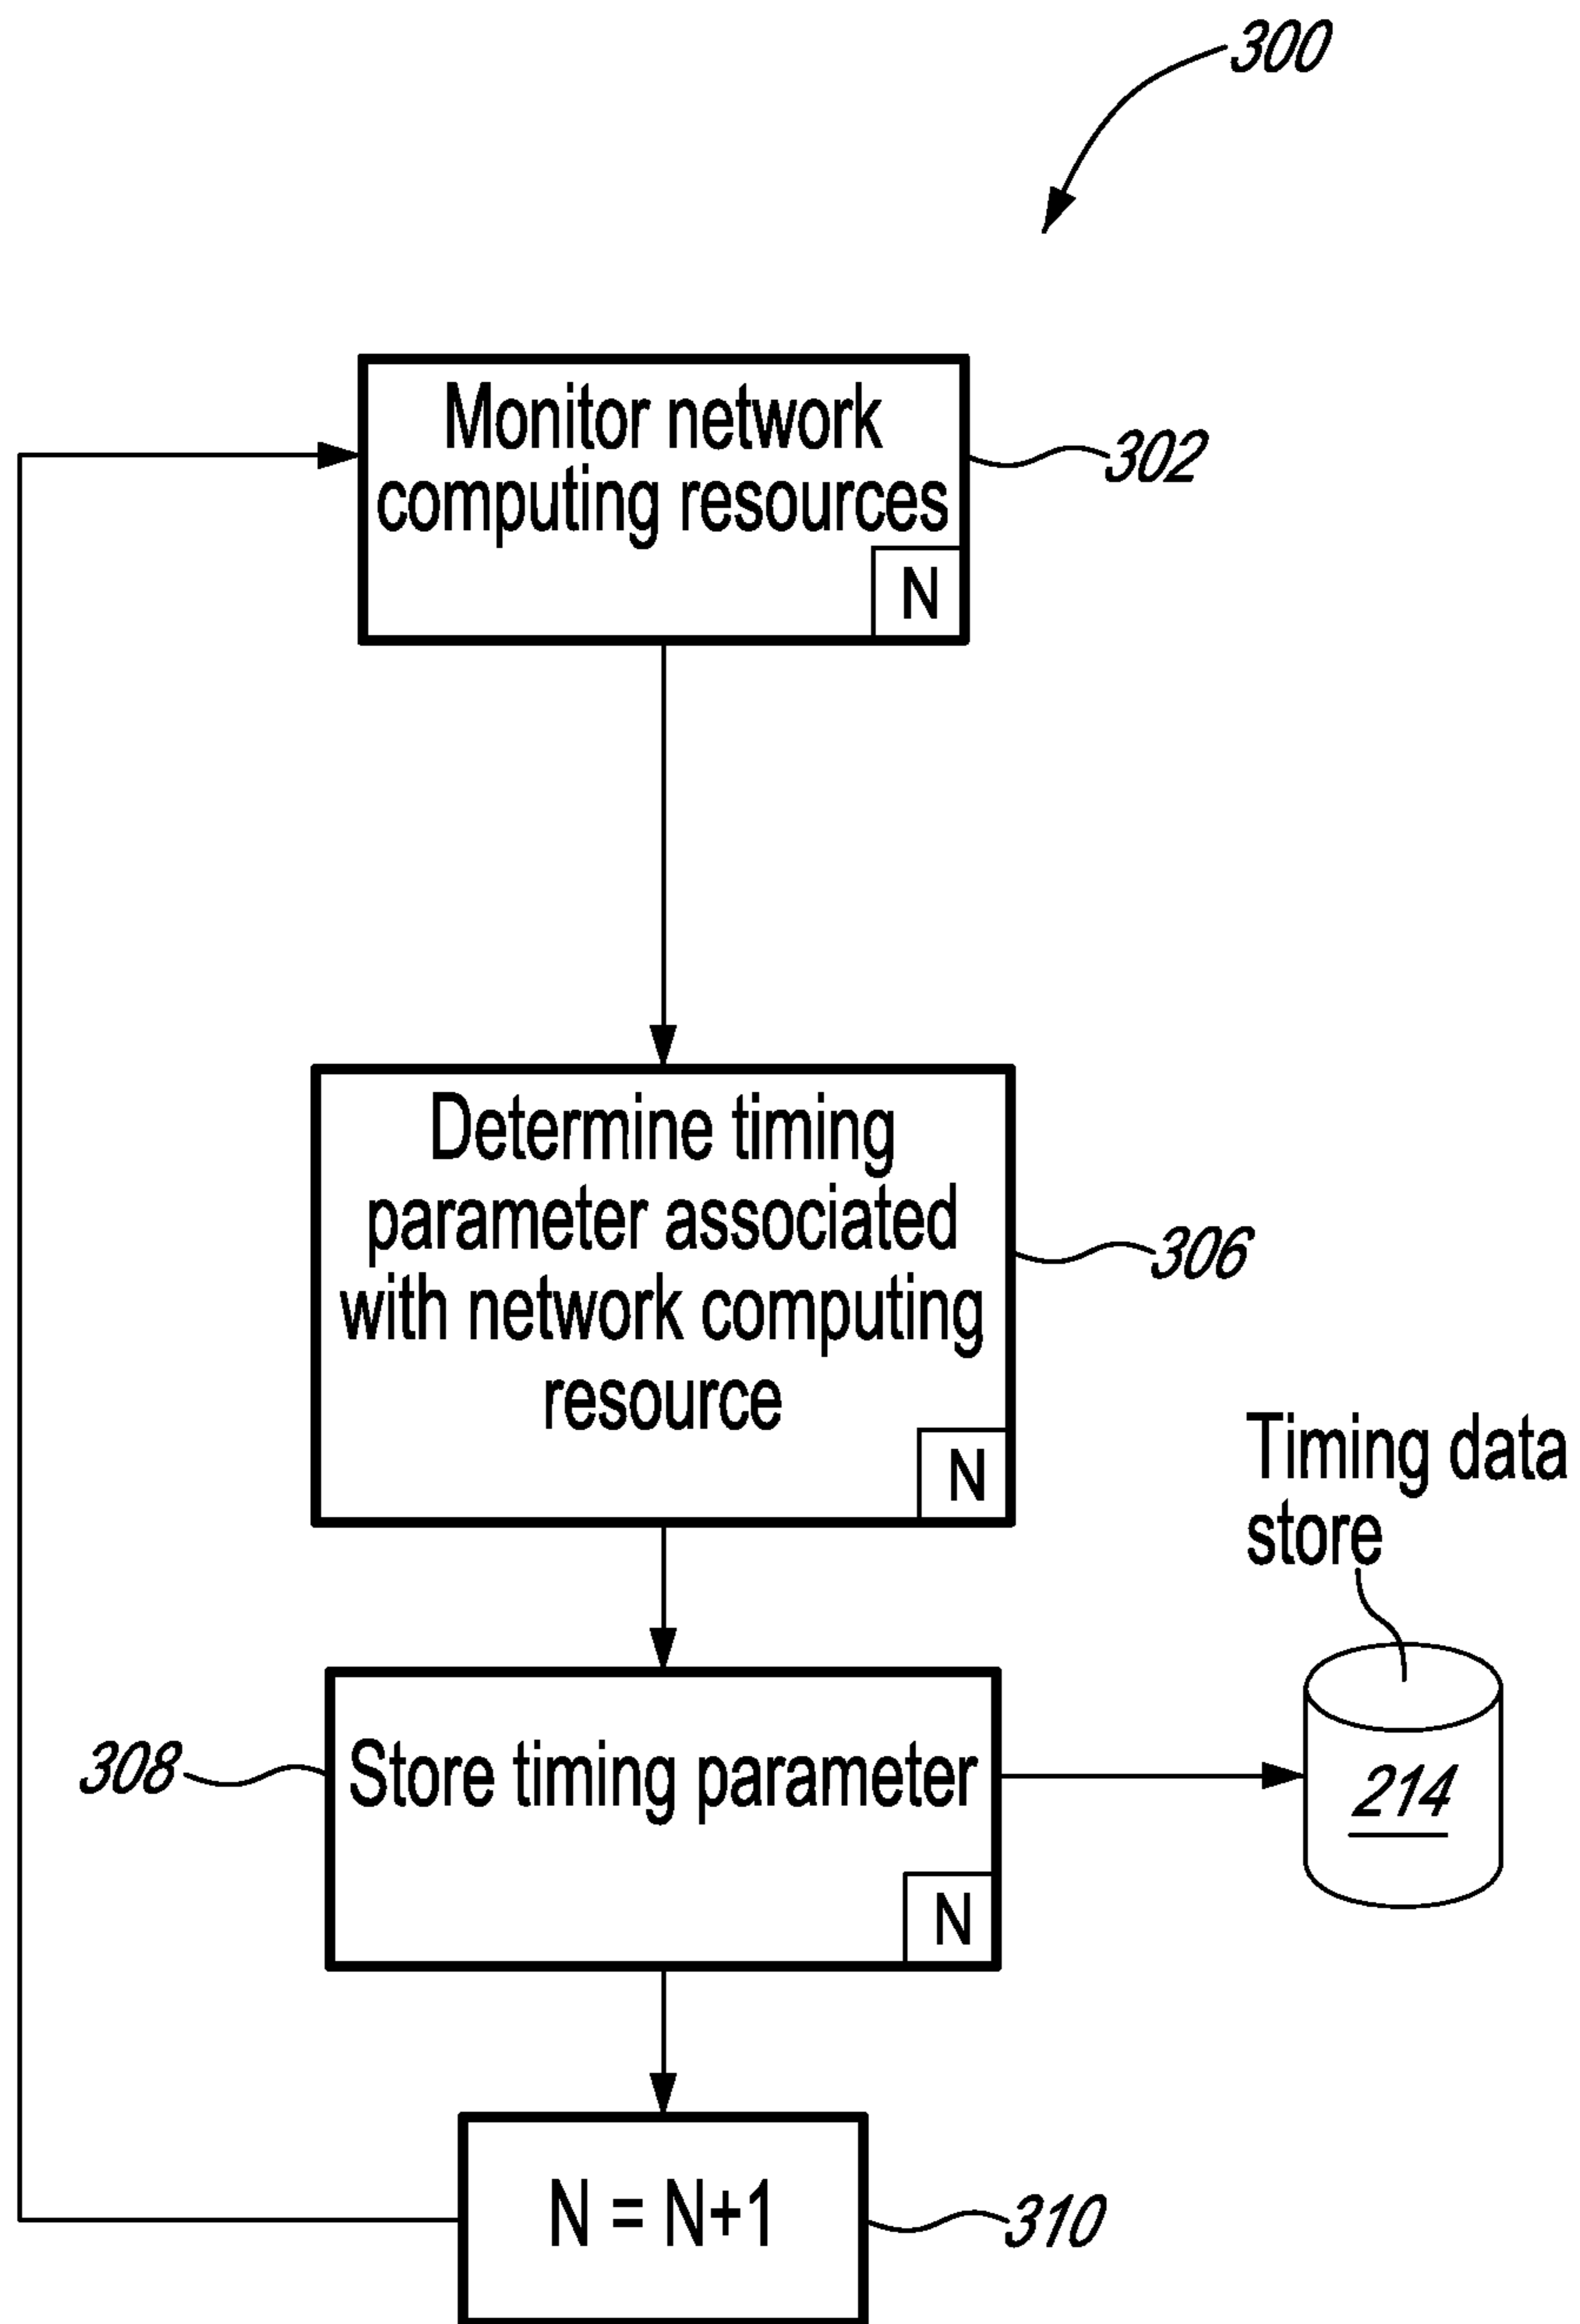 300
Monitor network
computing resources
N
302
Determine timing
parameter associated
with network computing
resource
N
306
Timing data
store
308
Store timing parameter
N
214
N = N+1
310